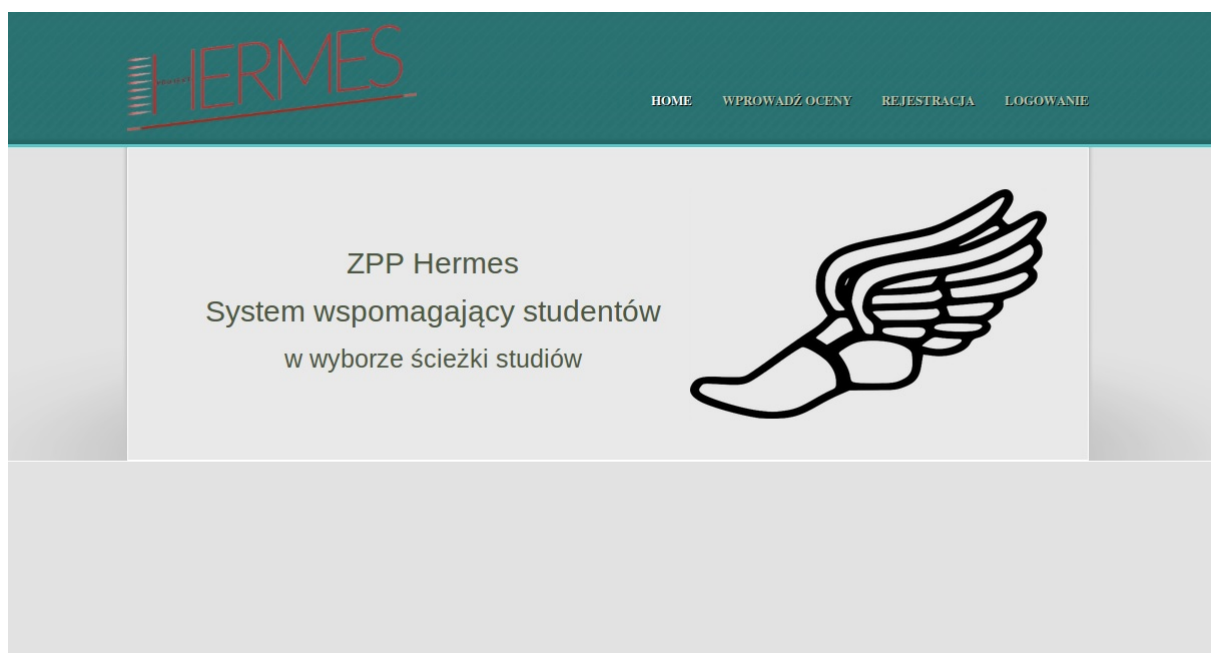 HERMES
HOME WPROWADŹ OCENY REJESTRACJA LOGOWANIE
ZPP Hermes
System wspomagający studentów
w wyborze ścieżki studiów